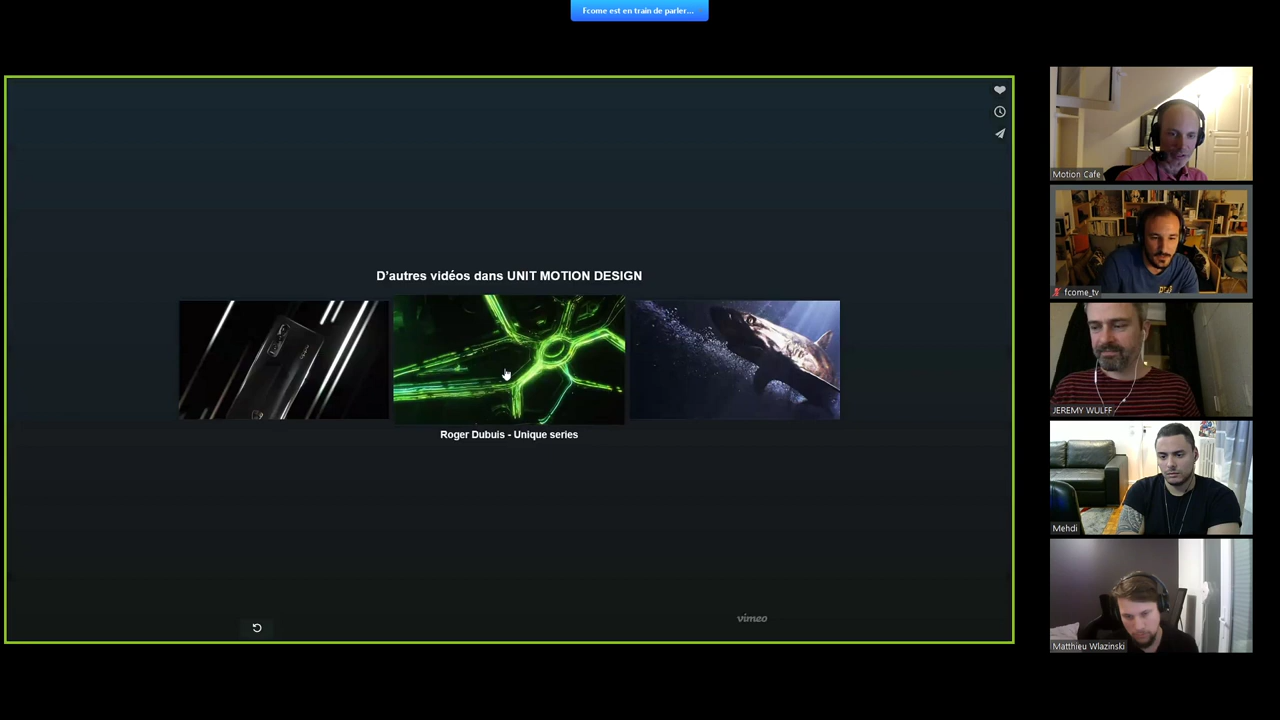 Fcome est en train de parler...
D'autres vidéos dans UNIT MOTION DESIGN
Roger Dubuis - Unique series
vimeo
Motion Cafe
fcome_tv
JEREMY WULFF
Mehdi
Matthieu Wlazinski